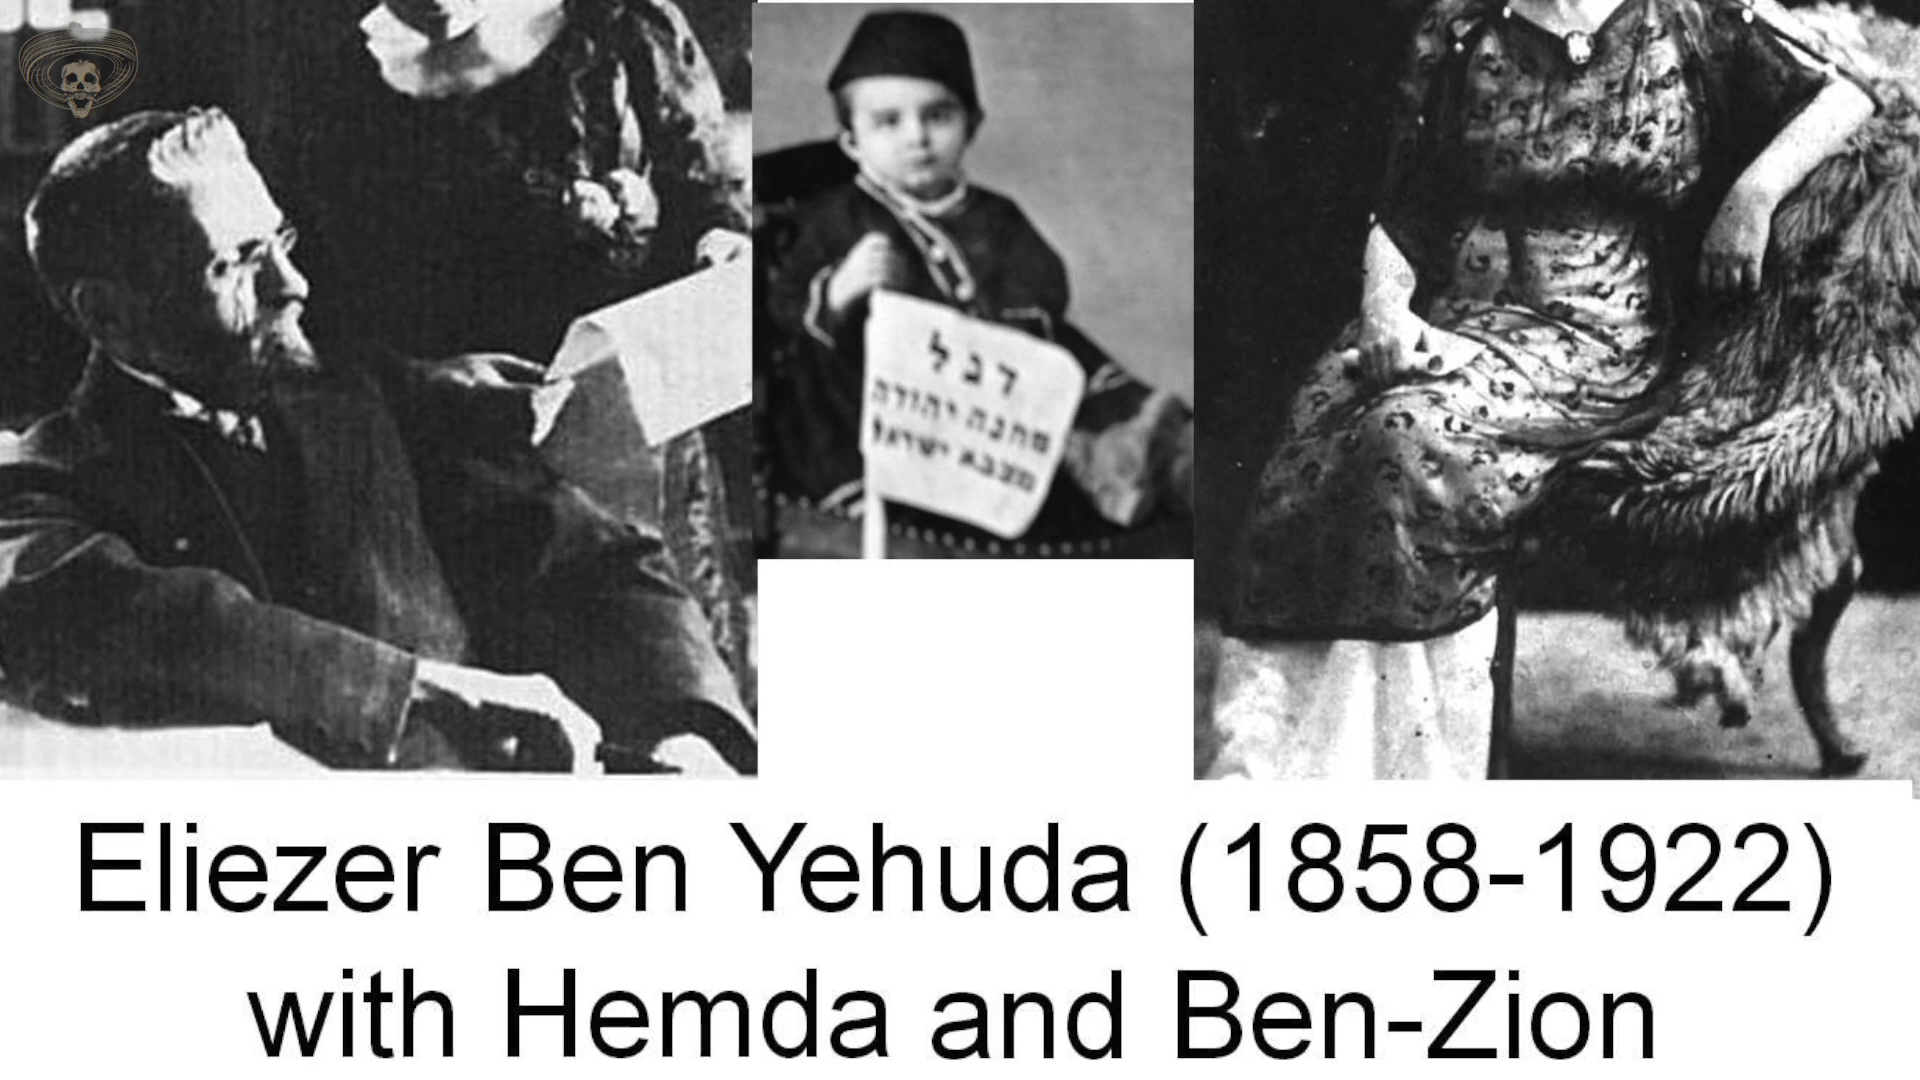 דגל
מחנה יהודה
מצבא ישראל
Eliezer Ben Yehuda (1858-1922)
with Hemda and Ben-Zion